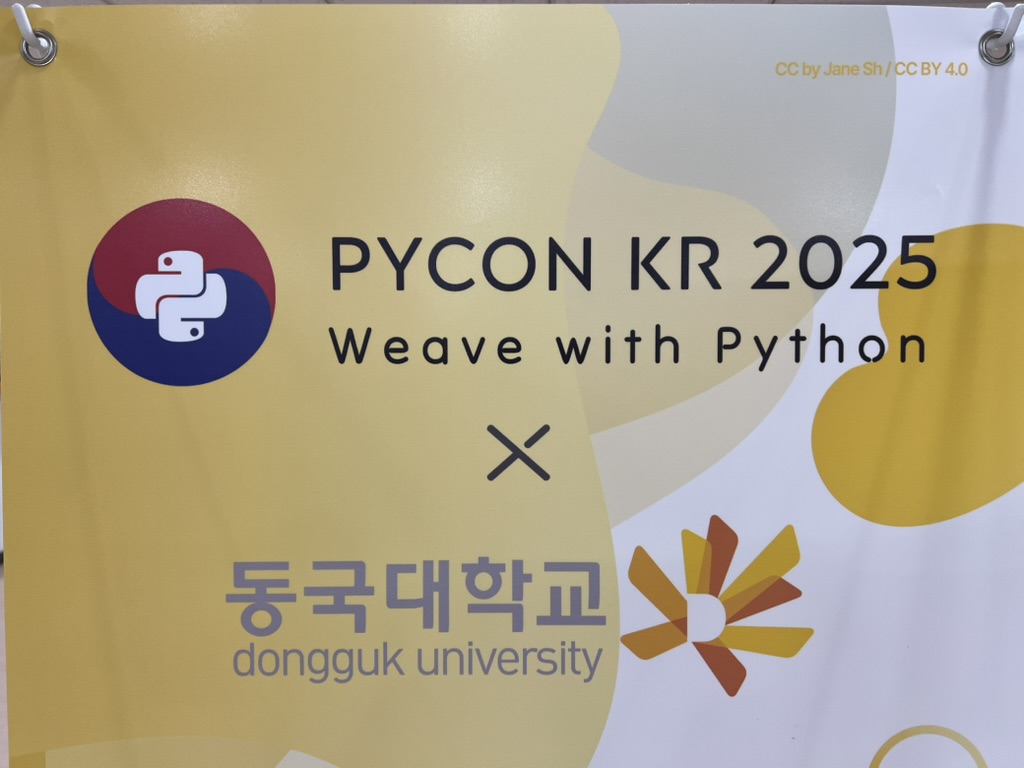 CC by Jane Sh / CC BY 4.0
PYCON KR 2025
Weave with Python
동국대학교
dongguk university